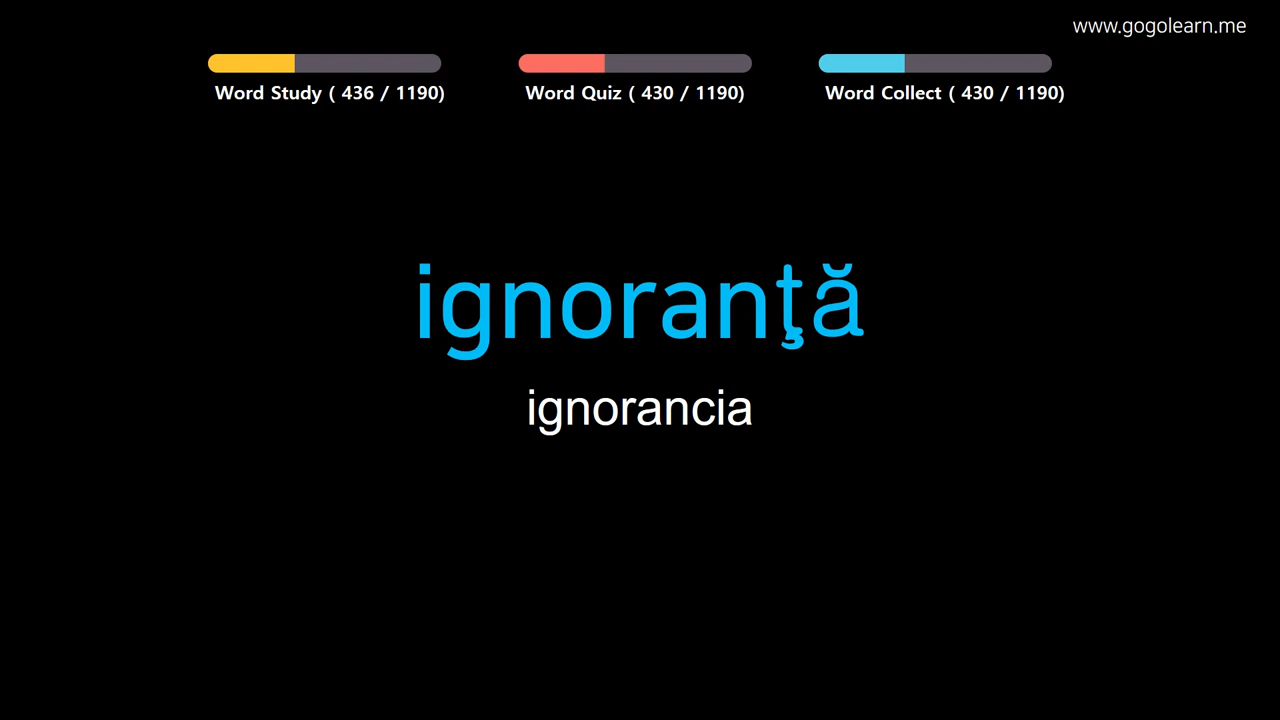 www.gogolearn.me
Word Study ( 436 / 1190)
Word Quiz ( 430 / 1190)
Word Collect ( 430 / 1190)
ignoranţă
ignorancia